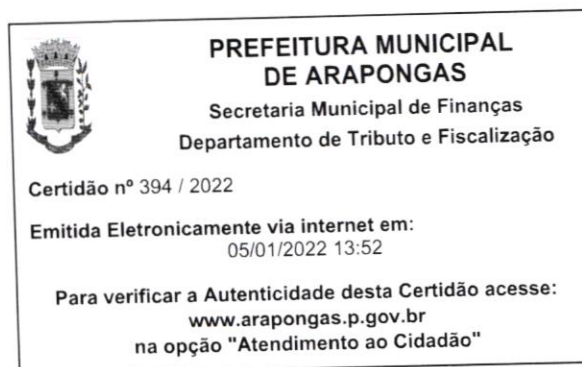 PREFEITURA MUNICIPAL
DE ARAPONGAS
Secretaria Municipal de Finanças
Departamento de Tributo e Fiscalização
Certidão nº 394 / 2022
Emitida Eletronicamente via internet em:
05/01/2022 13:52
Para verificar a Autenticidade desta Certidão acesse:
www.arapongas.p.gov.br
na opção "Atendimento ao Cidadão"